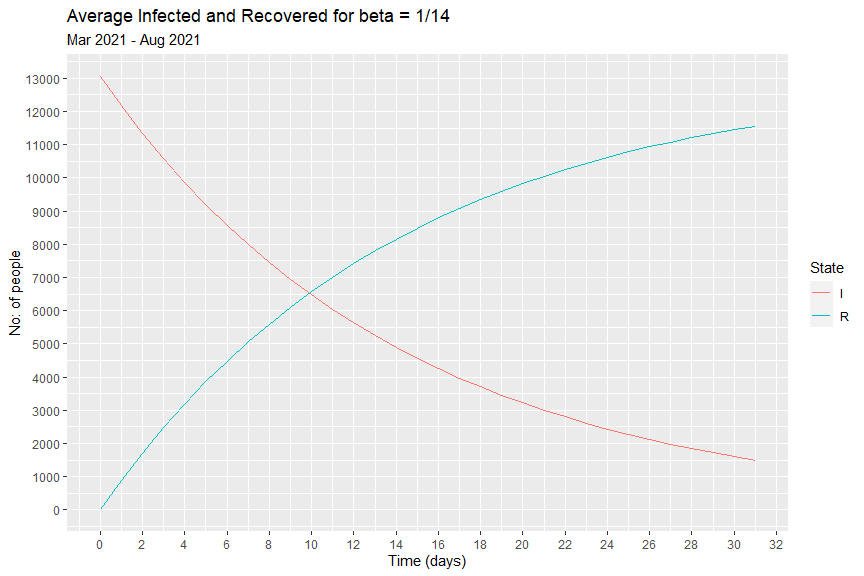 Average Infected and Recovered for beta = 1/14
Mar 2021 - Aug 2021
13000
12000
11000
10000
9000
8000
7000
6000
5000
4000
3000
2000
1000
0
No: of people
0 2 4 6 8 10 12 14 16 18 20 22 24 26 28 30 32
Time (days)
State
I
R